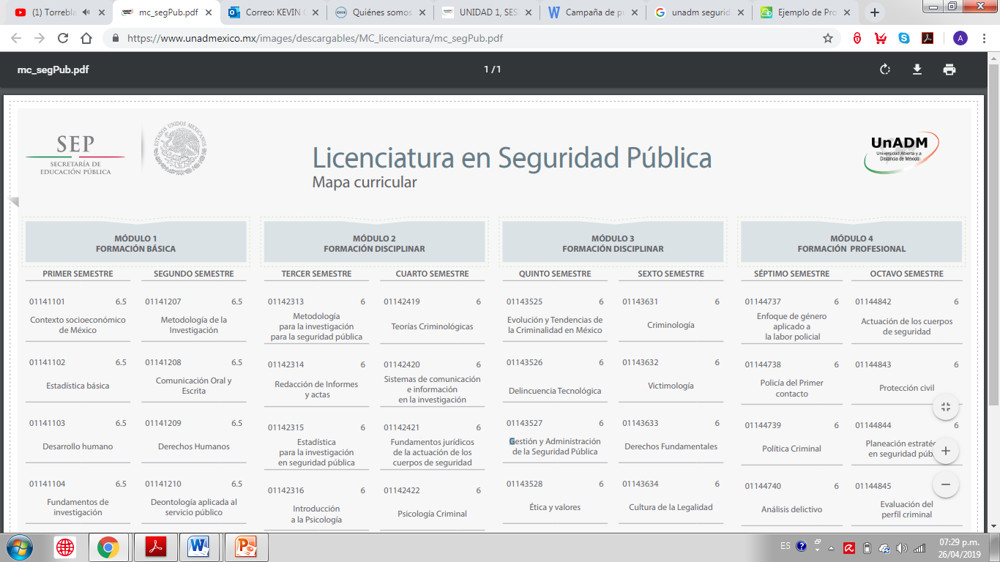 (1) Torrebla
mc_segPub.pdf
Correo: KEVIN
Quiénes somos
UNIDAD 1, SES
Campaña de pu
unadm segurid
Ejemplo de Pro
https://www.unadmexico.mx/images/descargables/MC_licenciatura/mc_segPub.pdf
A
mc_segPub.pdf
1 / 1
SEP
SECRETARÍA DE
EDUCACIÓN PÚBLICA
ESTADOS UNIDOS MEXICANOS
Licenciatura en Seguridad Pública
Mapa curricular
UnADM
Universidad Abierta y a
Distancia de México
MÓDULO 1
FORMACIÓN BÁSICA
MÓDULO 2
FORMACIÓN DISCIPLINAR
MÓDULO 3
FORMACIÓN DISCIPLINAR
MÓDULO 4
FORMACIÓN PROFESIONAL
PRIMER SEMESTRE
01141101 6.5
Contexto socioeconómico
de México
01141102 6.5
Estadística básica
01141103 6.5
Desarrollo humano
01141104 6.5
Fundamentos de
investigación
SEGUNDO SEMESTRE
01141207 6.5
Metodología de la
Investigación
01141208 6.5
Comunicación Oral y
Escrita
01141209 6.5
Derechos Humanos
01141210 6.5
Deontología aplicada al
servicio público
TERCER SEMESTRE
01142313 6
Metodología
para la investigación
para la seguridad pública
01142314 6
Redacción de Informes
y actas
01142315 6
Estadística
para la investigación
en seguridad pública
01142316 6
Introducción
a la Psicología
CUARTO SEMESTRE
01142419 6
Teorías Criminológicas
01142420 6
Sistemas de comunicación
e información
en la investigación
01142421 6
Fundamentos jurídicos
de la actuación de los
cuerpos de seguridad
01142422 6
Psicología Criminal
QUINTO SEMESTRE
01143525 6
Evolución y Tendencias de
la Criminalidad en México
01143526 6
Delincuencia Tecnológica
01143527 6
Gestión y Administración
de la Seguridad Pública
01143528 6
Ética y valores
SEXTO SEMESTRE
01143631 6
Criminología
01143632 6
Victimología
01143633 6
Derechos Fundamentales
01143634 6
Cultura de la Legalidad
SÉPTIMO SEMESTRE
01144737 6
Enfoque de género
aplicado a
la labor policial
01144738 6
Policía del Primer
contacto
01144739 6
Política Criminal
01144740 6
Análisis delictivo
OCTAVO SEMESTRE
01144842 6
Actuación de los cuerpos
de seguridad
01144843 6
Protección civil
01144844 6
Planeación estratég
en seguridad púb
01144845
Evaluación del
perfil criminal
ES
07:29 p.m.
26/04/2019